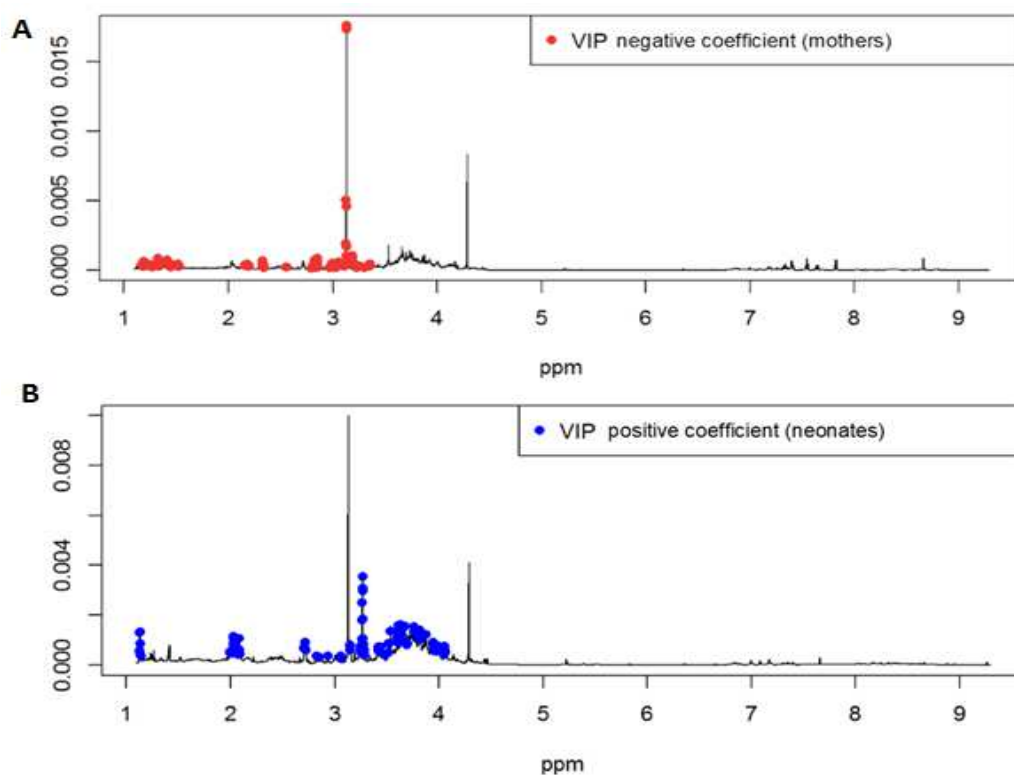 A
VIP negative coefficient (mothers)
0.015
0.010
0.005
0.000
1 2 3 4 5 6 7 8 9
ppm
B
VIP positive coefficient (neonates)
0.008
0.004
0.000
1 2 3 4 5 6 7 8 9
ppm